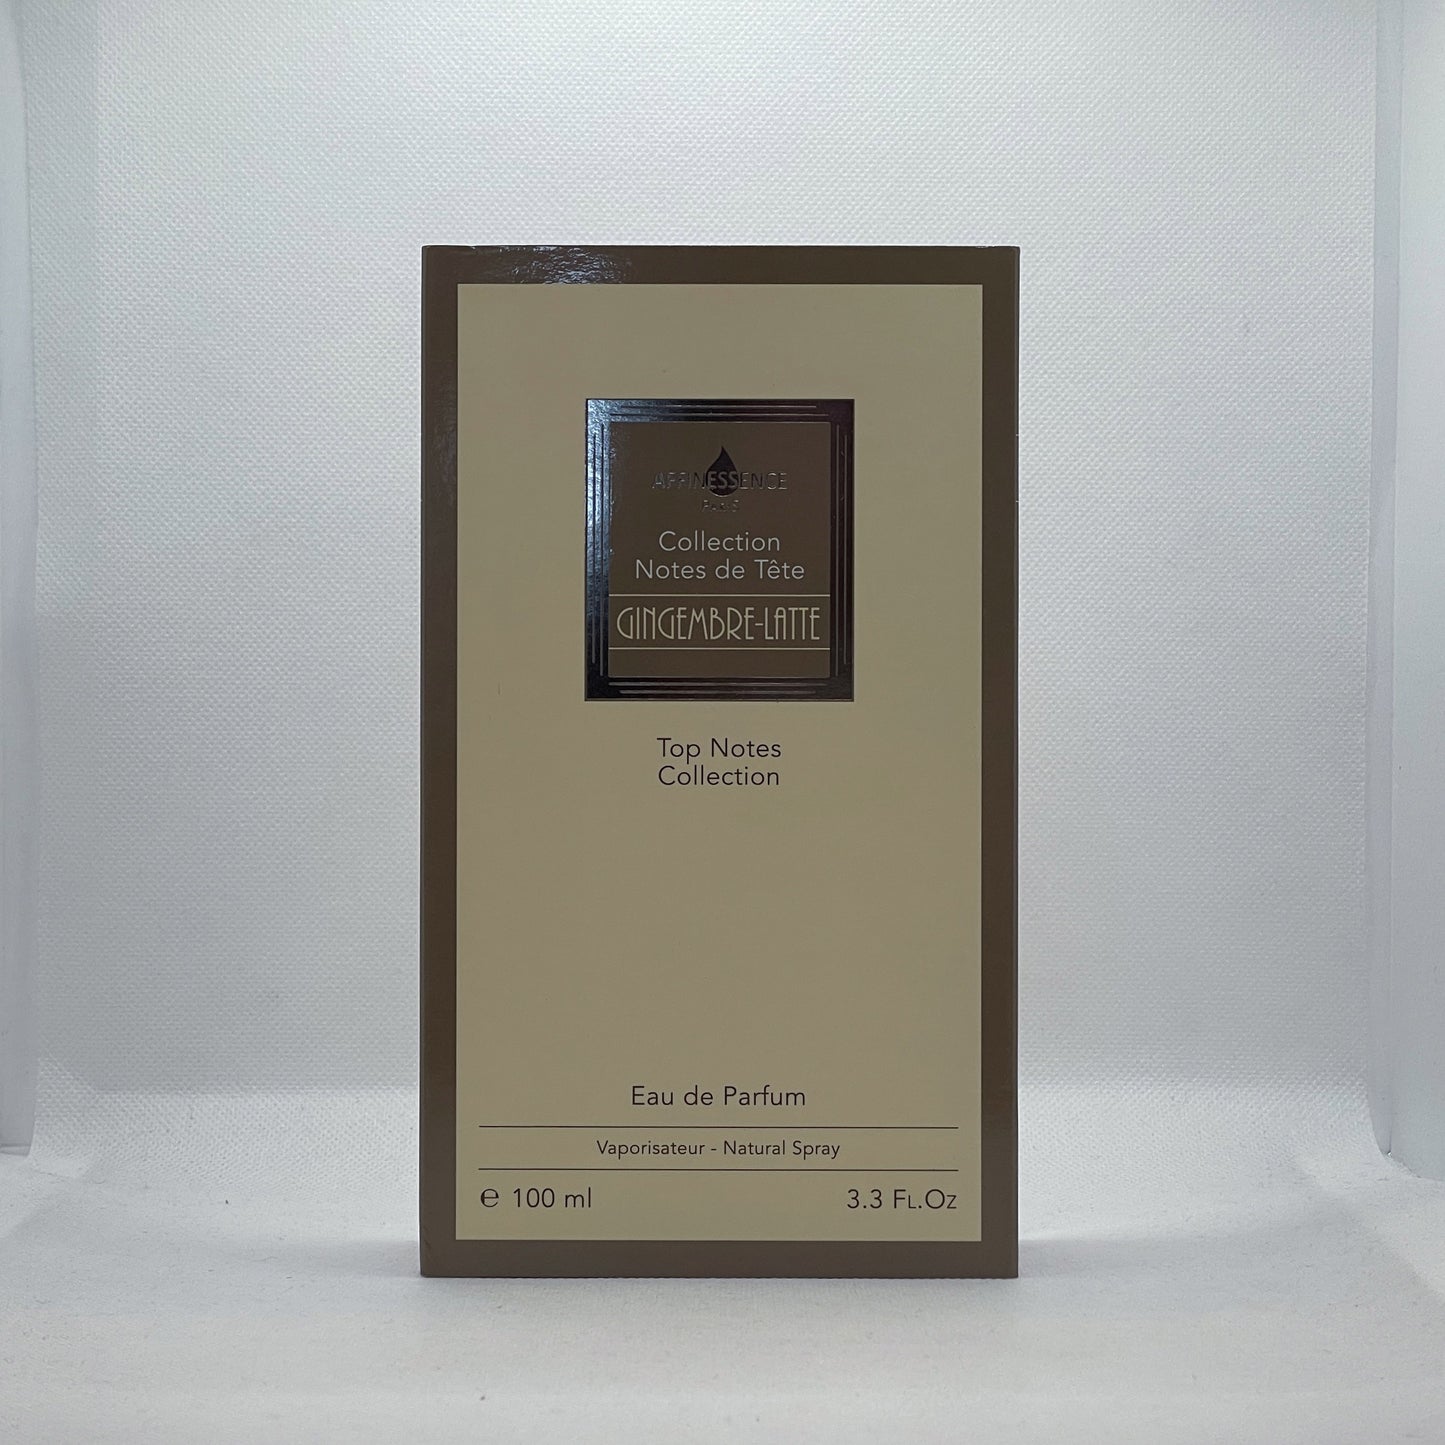 AFFINESSENCE
PARIS
Collection
Notes de Tête
GINGEMBRE-LATTE
Top Notes
Collection
Eau de Parfum
Vaporisateur - Natural Spray
℮ 100 ml 3.3 FL.OZ